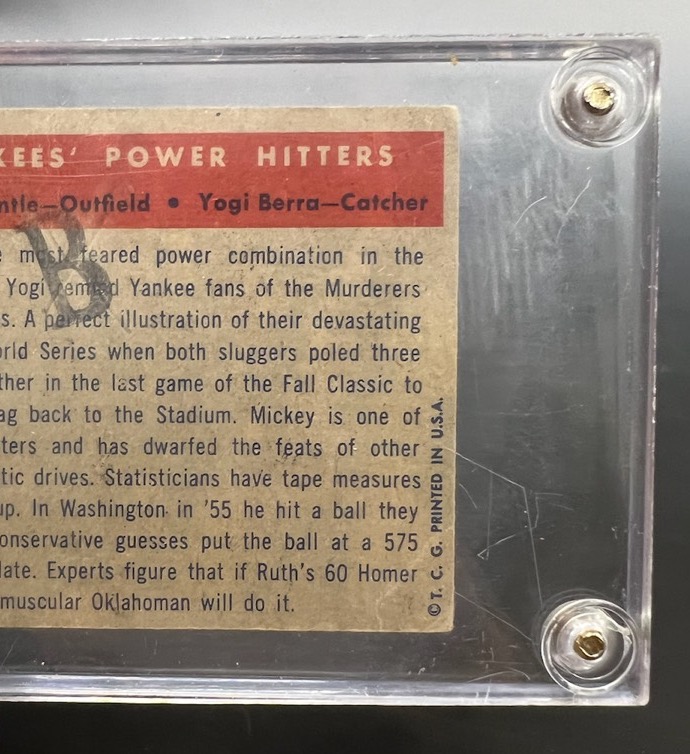 KEES' POWER HITTERS
ntle—Outfield • Yogi Berra—Catcher
B
e most feared power combination in the
Yogi remind Yankee fans of the Murderers
s. A perfect illustration of their devastating
orld Series when both sluggers poled three
ther in the last game of the Fall Classic to
ag back to the Stadium. Mickey is one of
tters and has dwarfed the feats of other
tic drives. Statisticians have tape measures
up. In Washington in '55 he hit a ball they
onservative guesses put the ball at a 575
late. Experts figure that if Ruth's 60 Homer
muscular Oklahoman will do it.
© T. C. G. PRINTED IN U.S.A.